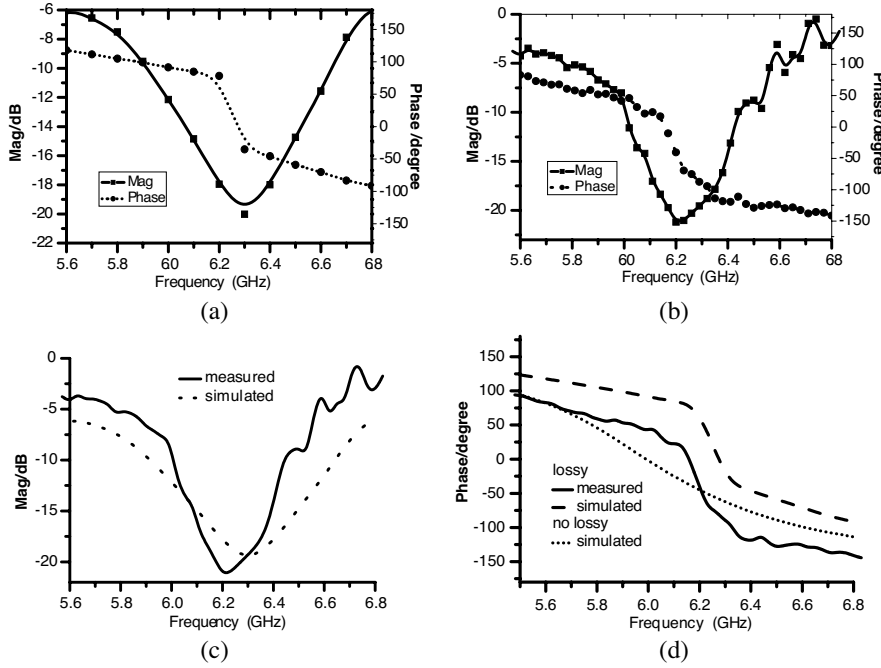 -6
-8
-10
-12
-14
-16
-18
-20
-22
Mag/dB
150
100
50
0
-50
-100
-150
Phase /degree
Mag
Phase
5.6 5.8 6.0 6.2 6.4 6.6 6.8
Frequency (GHz)
(a)
0
-5
-10
-15
-20
Mag/dB
150
100
50
0
-50
-100
-150
Phase/degree
Mag
Phase
5.6 5.8 6.0 6.2 6.4 6.6 6.8
Frequency (GHz)
(b)
0
-5
-10
-15
-20
Mag/dB
measured
simulated
5.6 5.8 6.0 6.2 6.4 6.6 6.8
Frequency (GHz)
(c)
150
100
50
0
-50
-100
-150
Phase/degree
lossy
measured
simulated
no lossy
simulated
5.6 5.8 6.0 6.2 6.4 6.6 6.8
Frequency (GHz)
(d)